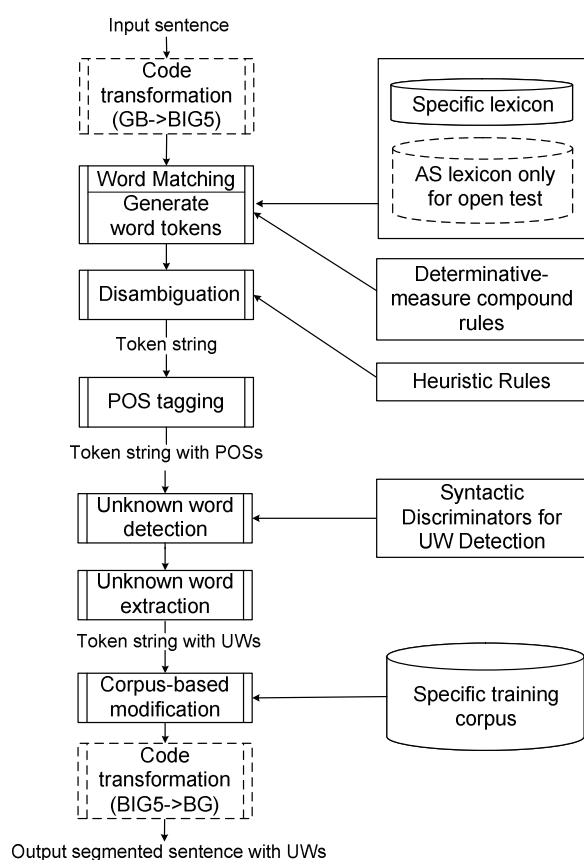 Input sentence
Code
transformation
(GB->BIG5)
Specific lexicon
AS lexicon only
for open test
Word Matching
Generate
word tokens
Determinative-
measure compound
rules
Disambiguation
Token string
Heuristic Rules
POS tagging
Token string with POSs
Unknown word
detection
Syntactic
Discriminators for
UW Detection
Unknown word
extraction
Token string with UWs
Corpus-based
modification
Specific training
corpus
Code
transformation
(BIG5->BG)
Output segmented sentence with UWs